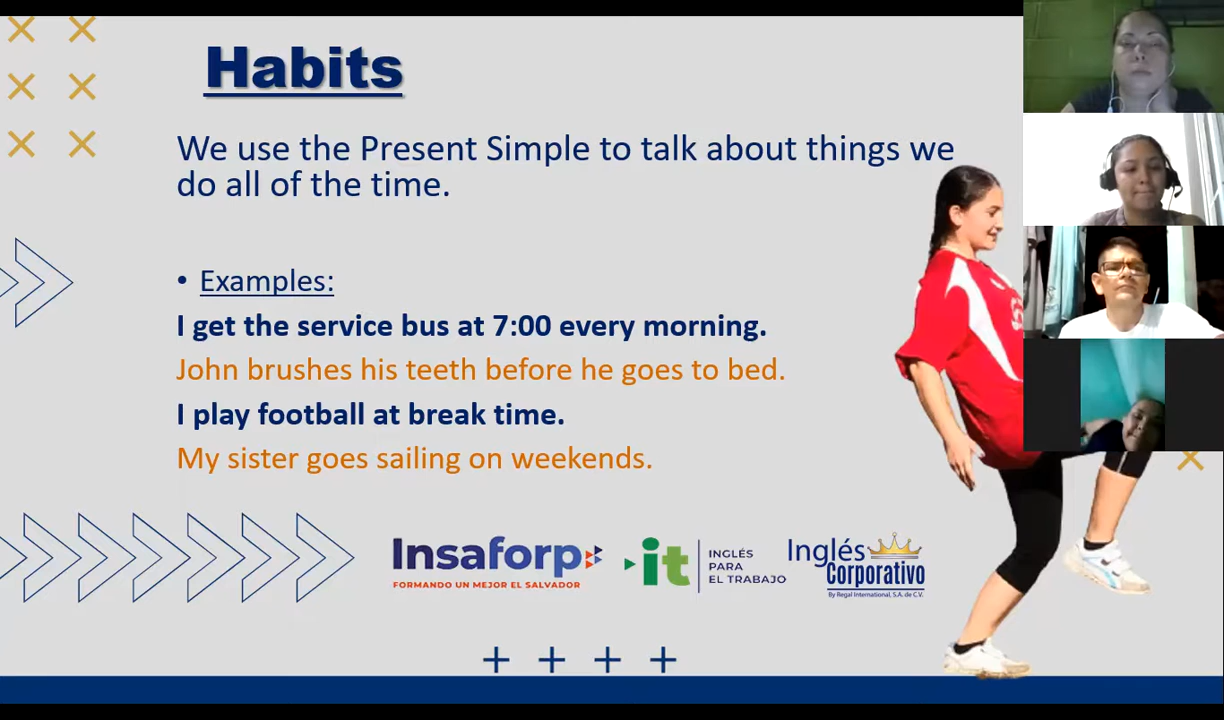 Habits
We use the Present Simple to talk about things we
do all of the time.
• Examples:
I get the service bus at 7:00 every morning.
John brushes his teeth before he goes to bed.
I play football at break time.
My sister goes sailing on weekends.
Insaforp
FORMANDO UN MEJOR EL SALVADOR
it
INGLÉS
PARA
EL TRABAJO
Inglés
Corporativo
By Regal International, S.A. de C.V.